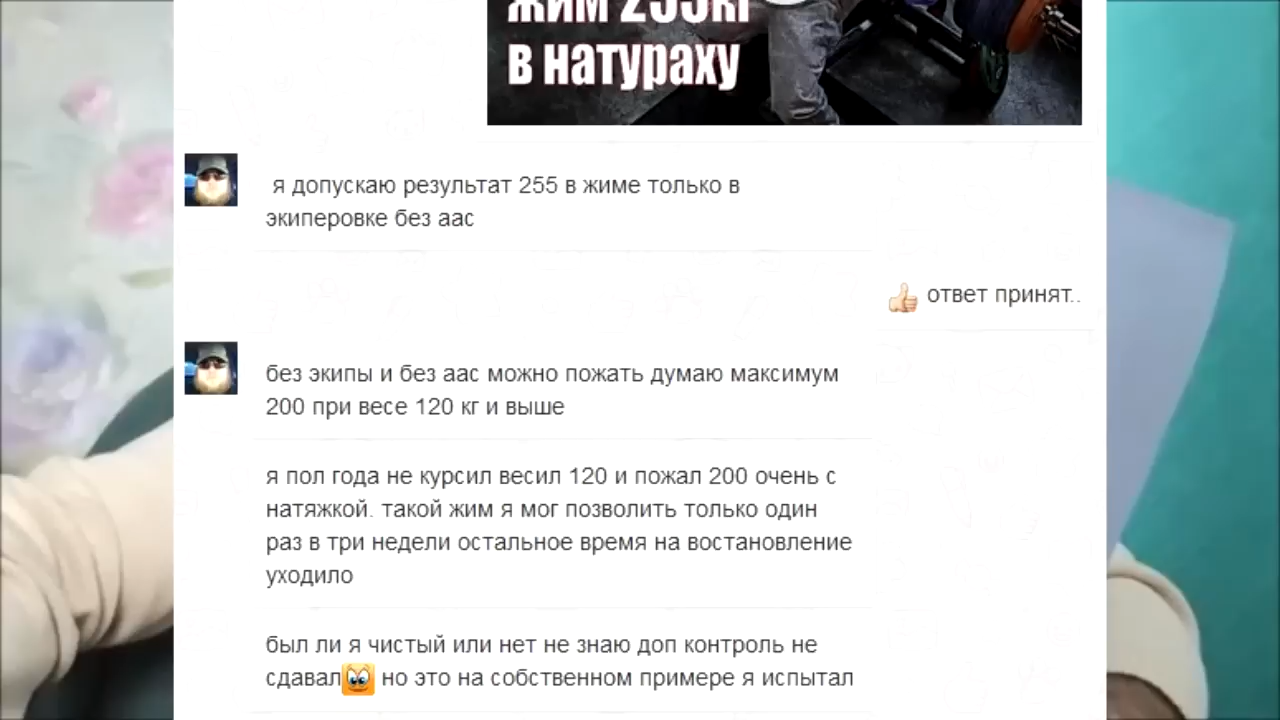 жим 255кг
в натураху
я допускаю результат 255 в жиме только в
экиперовке без аас
ответ принят..
без экипы и без аас можно пожать думаю максимум
200 при весе 120 кг и выше
я пол года не курсил весил 120 и пожал 200 очень с
натяжкой. такой жим я мог позволить только один
раз в три недели остальное время на востановление
уходило
был ли я чистый или нет не знаю доп контроль не
сдавал но это на собственном примере я испытал